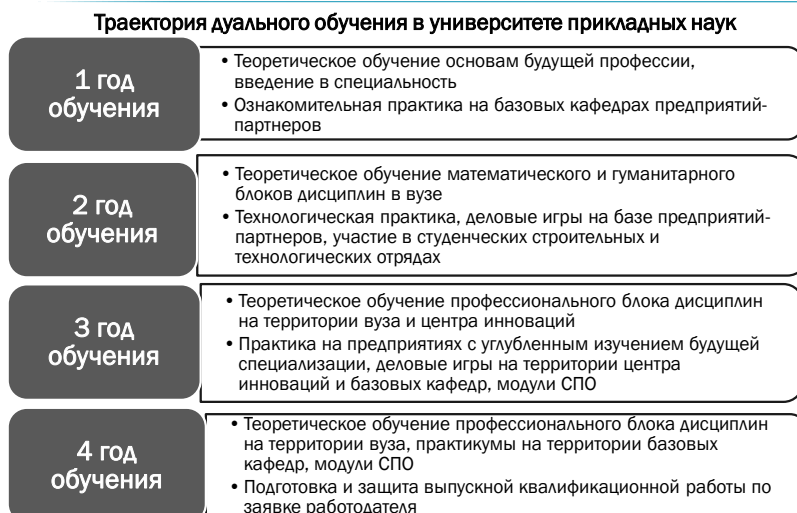 Траектория дуального обучения в университете прикладных наук
1 год
обучения
• Теоретическое обучение основам будущей профессии,
введение в специальность
• Ознакомительная практика на базовых кафедрах предприятий-
партнеров
2 год
обучения
• Теоретическое обучение математического и гуманитарного
блоков дисциплин в вузе
• Технологическая практика, деловые игры на базе предприятий-
партнеров, участие в студенческих строительных и
технологических отрядах
3 год
обучения
• Теоретическое обучение профессионального блока дисциплин
на территории вуза и центра инноваций
• Практика на предприятиях с углубленным изучением будущей
специализации, деловые игры на территории центра
инноваций и базовых кафедр, модули СПО
4 год
обучения
• Теоретическое обучение профессионального блока дисциплин
на территории вуза, практикумы на территории базовых
кафедр, модули СПО
• Подготовка и защита выпускной квалификационной работы по
заявке работодателя